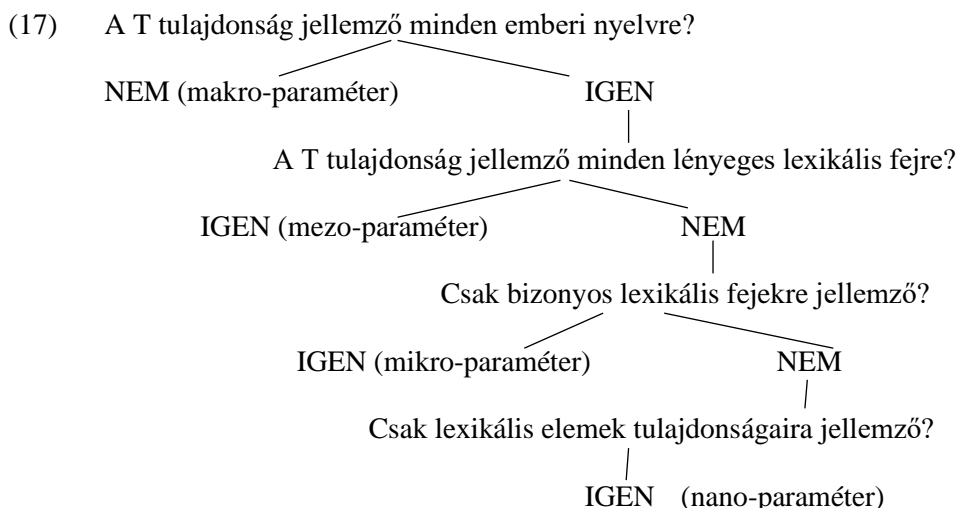 (17) A T tulajdonság jellemző minden emberi nyelvre?
NEM (makro-paraméter) IGEN
A T tulajdonság jellemző minden lényeges lexikális fejre?
IGEN (mezo-paraméter) NEM
Csak bizonyos lexikális fejekre jellemző?
IGEN (mikro-paraméter) NEM
Csak lexikális elemek tulajdonságaira jellemző?
IGEN (nano-paraméter)